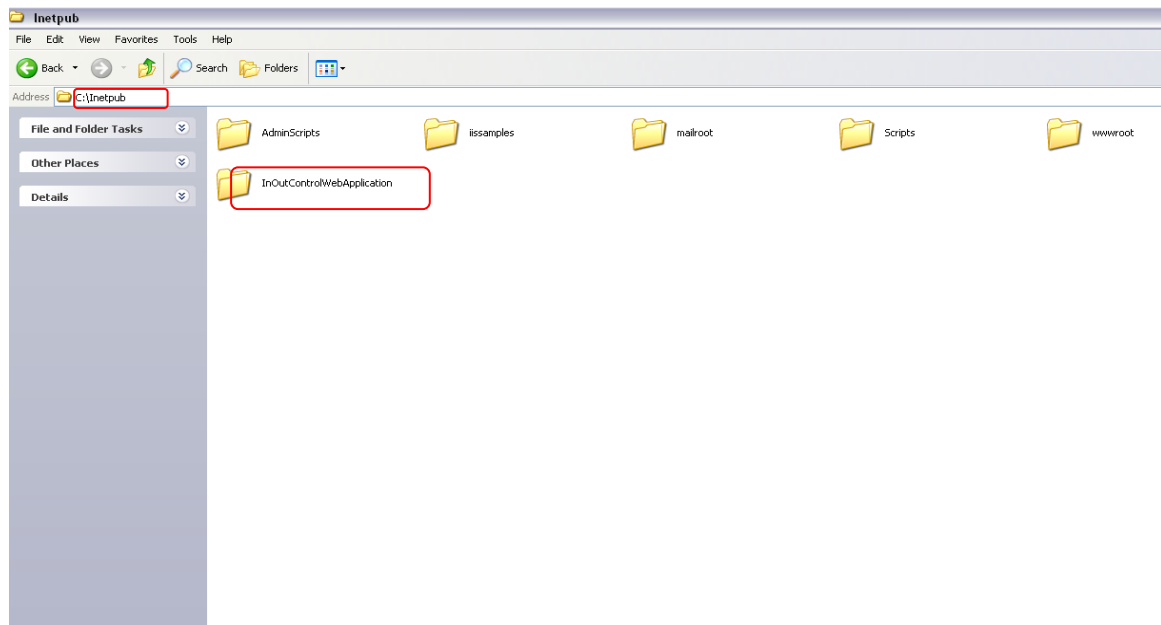 Inetpub
File Edit View Favorites Tools Help
Back Search Folders
Address C:\Inetpub
File and Folder Tasks
Other Places
Details
AdminScripts iissamples mailroot Scripts wwwroot
InOutControlWebApplication